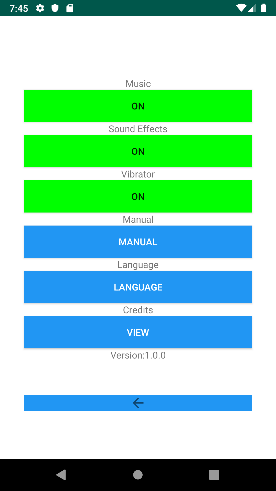 7:45
Music
ON
Sound Effects
ON
Vibrator
ON
Manual
MANUAL
Language
LANGUAGE
Credits
VIEW
Version:1.0.0